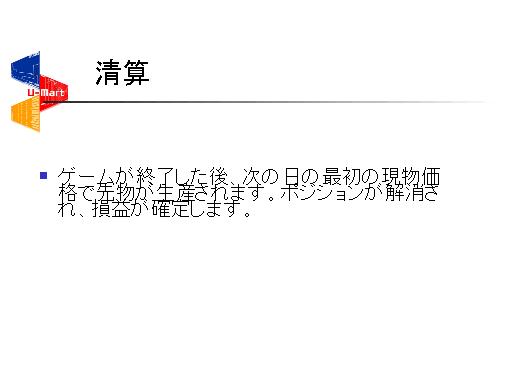 清算
U-Mart
ゲームが終了した後、次の日の最初の現物価
格で先物が生産されます。ポジションが解消さ
れ、損益が確定します。